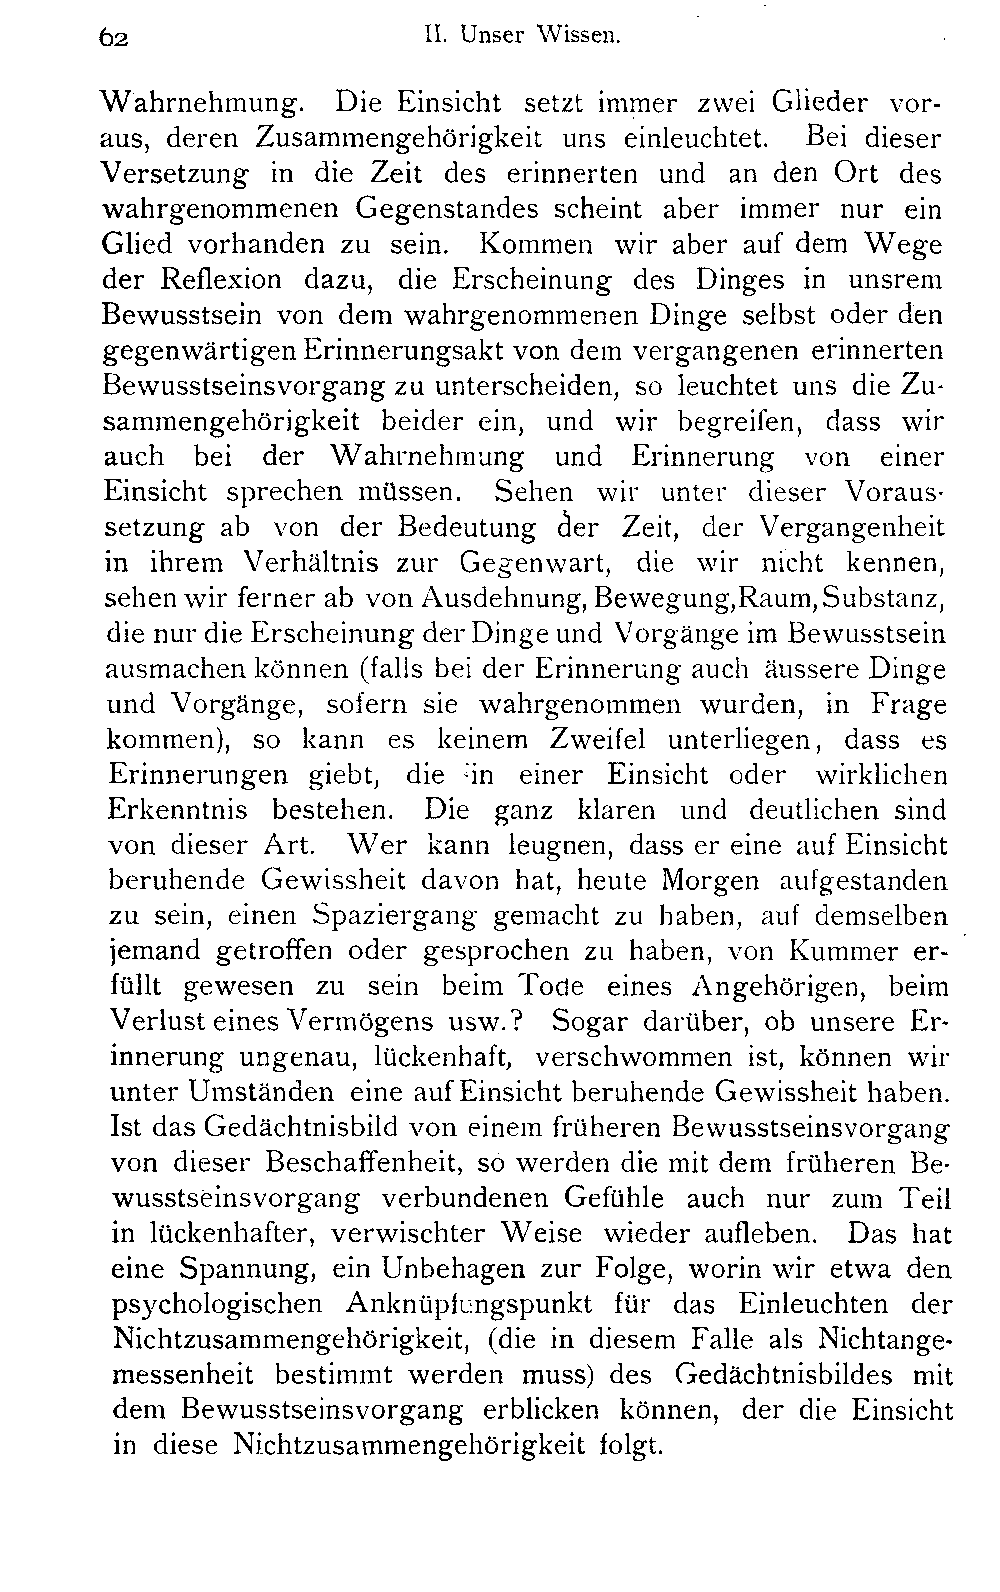 62 II. Unser Wissen.
Wahrnehmung. Die Einsicht setzt immer zwei Glieder vor-
aus, deren Zusammengehörigkeit uns einleuchtet. Bei dieser
Versetzung in die Zeit des erinnerten und an den Ort des
wahrgenommenen Gegenstandes scheint aber immer nur ein
Glied vorhanden zu sein. Kommen wir aber auf dem Wege
der Reflexion dazu, die Erscheinung des Dinges in unsrem
Bewusstsein von dem wahrgenommenen Dinge selbst oder den
gegenwärtigen Erinnerungsakt von dem vergangenen erinnerten
Bewusstseinsvorgang zu unterscheiden, so leuchtet uns die Zu-
sammengehörigkeit beider ein, und wir begreifen, dass wir
auch bei der Wahrnehmung und Erinnerung von einer
Einsicht sprechen müssen. Sehen wir unter dieser Voraus-
setzung ab von der Bedeutung der Zeit, der Vergangenheit
in ihrem Verhältnis zur Gegenwart, die wir nicht kennen,
sehen wir ferner ab von Ausdehnung, Bewegung, Raum, Substanz,
die nur die Erscheinung der Dinge und Vorgänge im Bewusstsein
ausmachen können (falls bei der Erinnerung auch äussere Dinge
und Vorgänge, sofern sie wahrgenommen wurden, in Frage
kommen), so kann es keinem Zweifel unterliegen, dass es
Erinnerungen giebt, die in einer Einsicht oder wirklichen
Erkenntnis bestehen. Die ganz klaren und deutlichen sind
von dieser Art. Wer kann leugnen, dass er eine auf Einsicht
beruhende Gewissheit davon hat, heute Morgen aufgestanden
zu sein, einen Spaziergang gemacht zu haben, auf demselben
jemand getroffen oder gesprochen zu haben, von Kummer er-
füllt gewesen zu sein beim Tode eines Angehörigen, beim
Verlust eines Vermögens usw.? Sogar darüber, ob unsere Er-
innerung ungenau, lückenhaft, verschwommen ist, können wir
unter Umständen eine auf Einsicht beruhende Gewissheit haben.
Ist das Gedächtnisbild von einem früheren Bewusstseinsvorgang
von dieser Beschaffenheit, so werden die mit dem früheren Be-
wusstseinsvorgang verbundenen Gefühle auch nur zum Teil
in lückenhafter, verwischter Weise wieder aufleben. Das hat
eine Spannung, ein Unbehagen zur Folge, worin wir etwa den
psychologischen Anknüpfungspunkt für das Einleuchten der
Nichtzusammengehörigkeit, (die in diesem Falle als Nichtange-
messenheit bestimmt werden muss) des Gedächtnisbildes mit
dem Bewusstseinsvorgang erblicken können, der die Einsicht
in diese Nichtzusammengehörigkeit folgt.